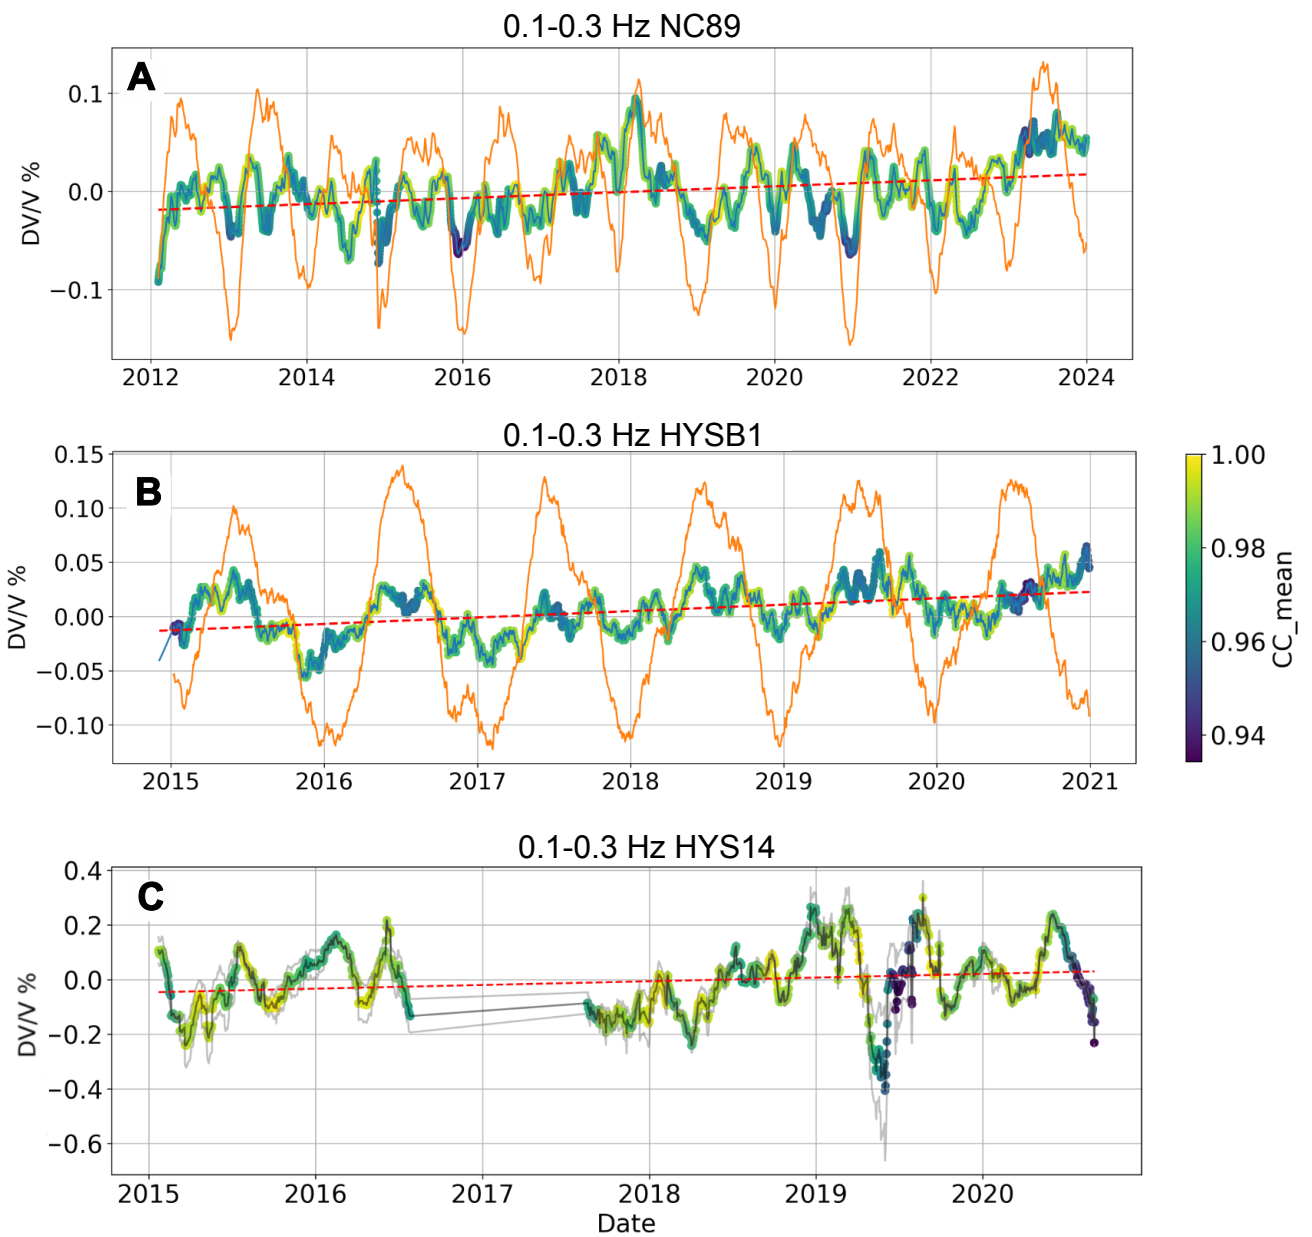 0.1-0.3 Hz NC89
A
DV/V %
0.1
0.0
−0.1
2012 2014 2016 2018 2020 2022 2024
0.1-0.3 Hz HYSB1
B
DV/V %
0.15
0.10
0.05
0.00
−0.05
−0.10
2015 2016 2017 2018 2019 2020 2021
1.00
0.98
0.96
0.94
CC_mean
0.1-0.3 Hz HYS14
C
DV/V %
0.4
0.2
0.0
−0.2
−0.4
−0.6
2015 2016 2017 2018 2019 2020
Date